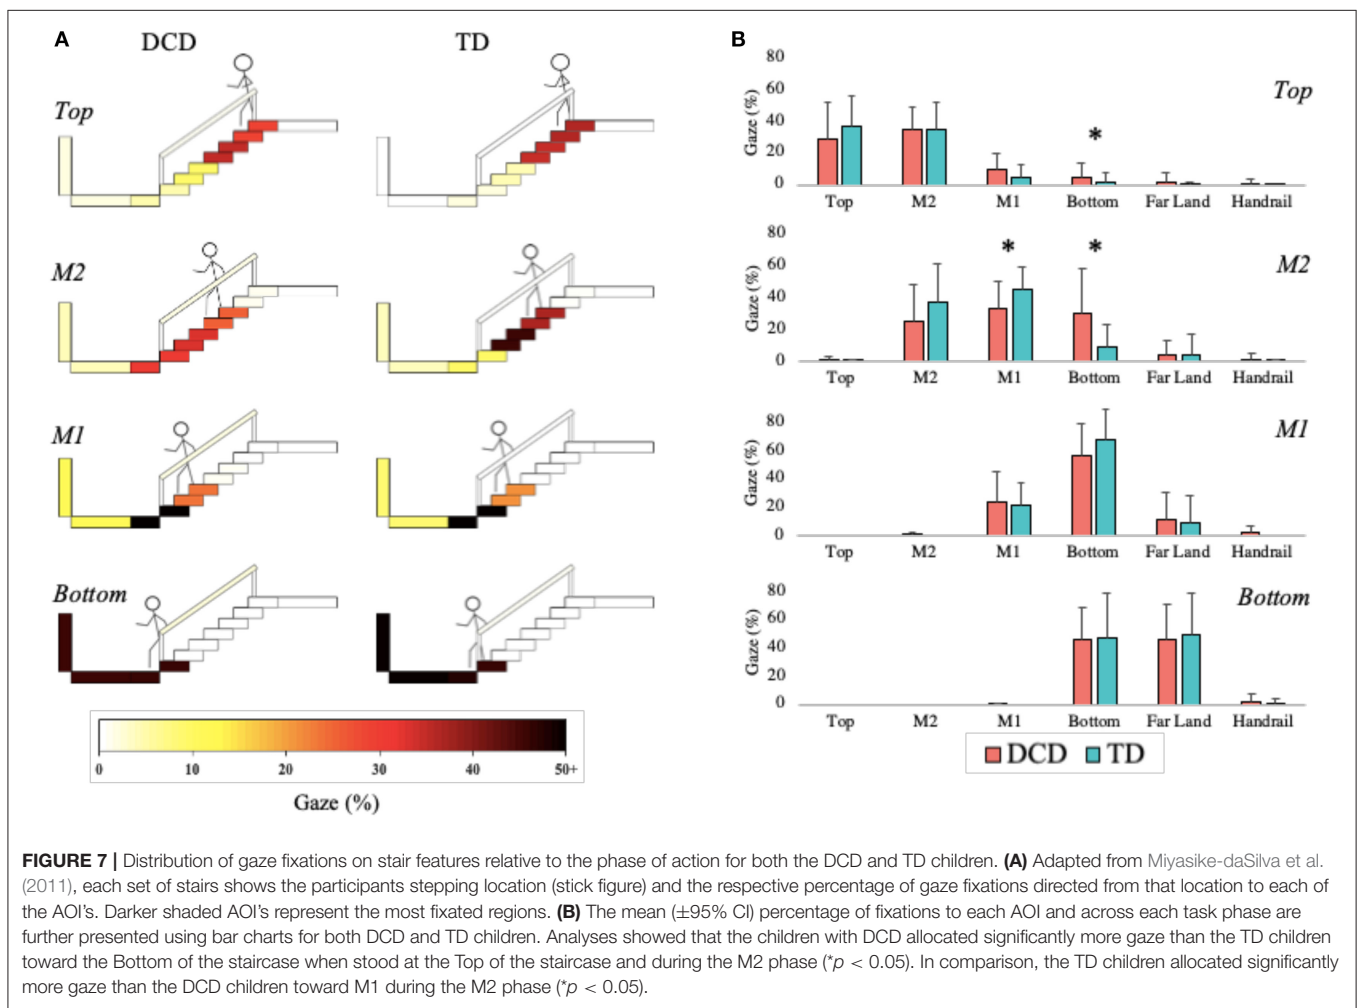 A
DCD
TD
Top
M2
M1
Bottom
0
10
20
30
40
50+
Gaze (%)
B
80
60
40
20
0
Gaze (%)
Top
*
Top
M2
M1
Bottom
Far Land
Handrail
80
60
40
20
0
Gaze (%)
M2
*
*
Top
M2
M1
Bottom
Far Land
Handrail
80
60
40
20
0
Gaze (%)
M1
Top
M2
M1
Bottom
Far Land
Handrail
80
60
40
20
0
Gaze (%)
Bottom
Top
M2
M1
Bottom
Far Land
Handrail
DCD
TD
FIGURE 7 | Distribution of gaze fixations on stair features relative to the phase of action for both the DCD and TD children. (A) Adapted from Miyasike-daSilva et al.
(2011), each set of stairs shows the participants stepping location (stick figure) and the respective percentage of gaze fixations directed from that location to each of
the AOI's. Darker shaded AOI's represent the most fixated regions. (B) The mean (±95% CI) percentage of fixations to each AOI and across each task phase are
further presented using bar charts for both DCD and TD children. Analyses showed that the children with DCD allocated significantly more gaze than the TD children
toward the Bottom of the staircase when stood at the Top of the staircase and during the M2 phase (*p < 0.05). In comparison, the TD children allocated significantly
more gaze than the DCD children toward M1 during the M2 phase (*p < 0.05).